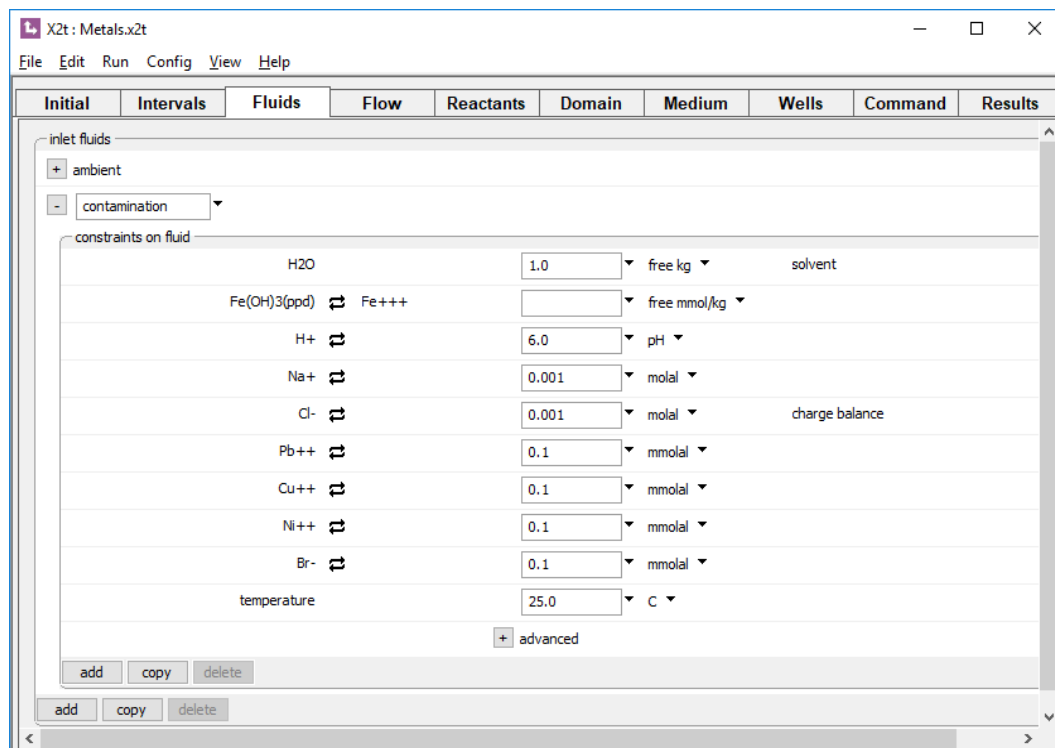 X2t : Metals.x2t
File Edit Run Config View Help
Initial Intervals Fluids Flow Reactants Domain Medium Wells Command Results
inlet fluids
+ ambient
- contamination
constraints on fluid
H2O 1.0 free kg solvent
Fe(OH)3(ppd) Fe+++ free mmol/kg
H+ 6.0 pH
Na+ 0.001 molal
Cl- 0.001 molal charge balance
Pb++ 0.1 mmolal
Cu++ 0.1 mmolal
Ni++ 0.1 mmolal
Br- 0.1 mmolal
temperature 25.0 C
+ advanced
add copy delete
add copy delete